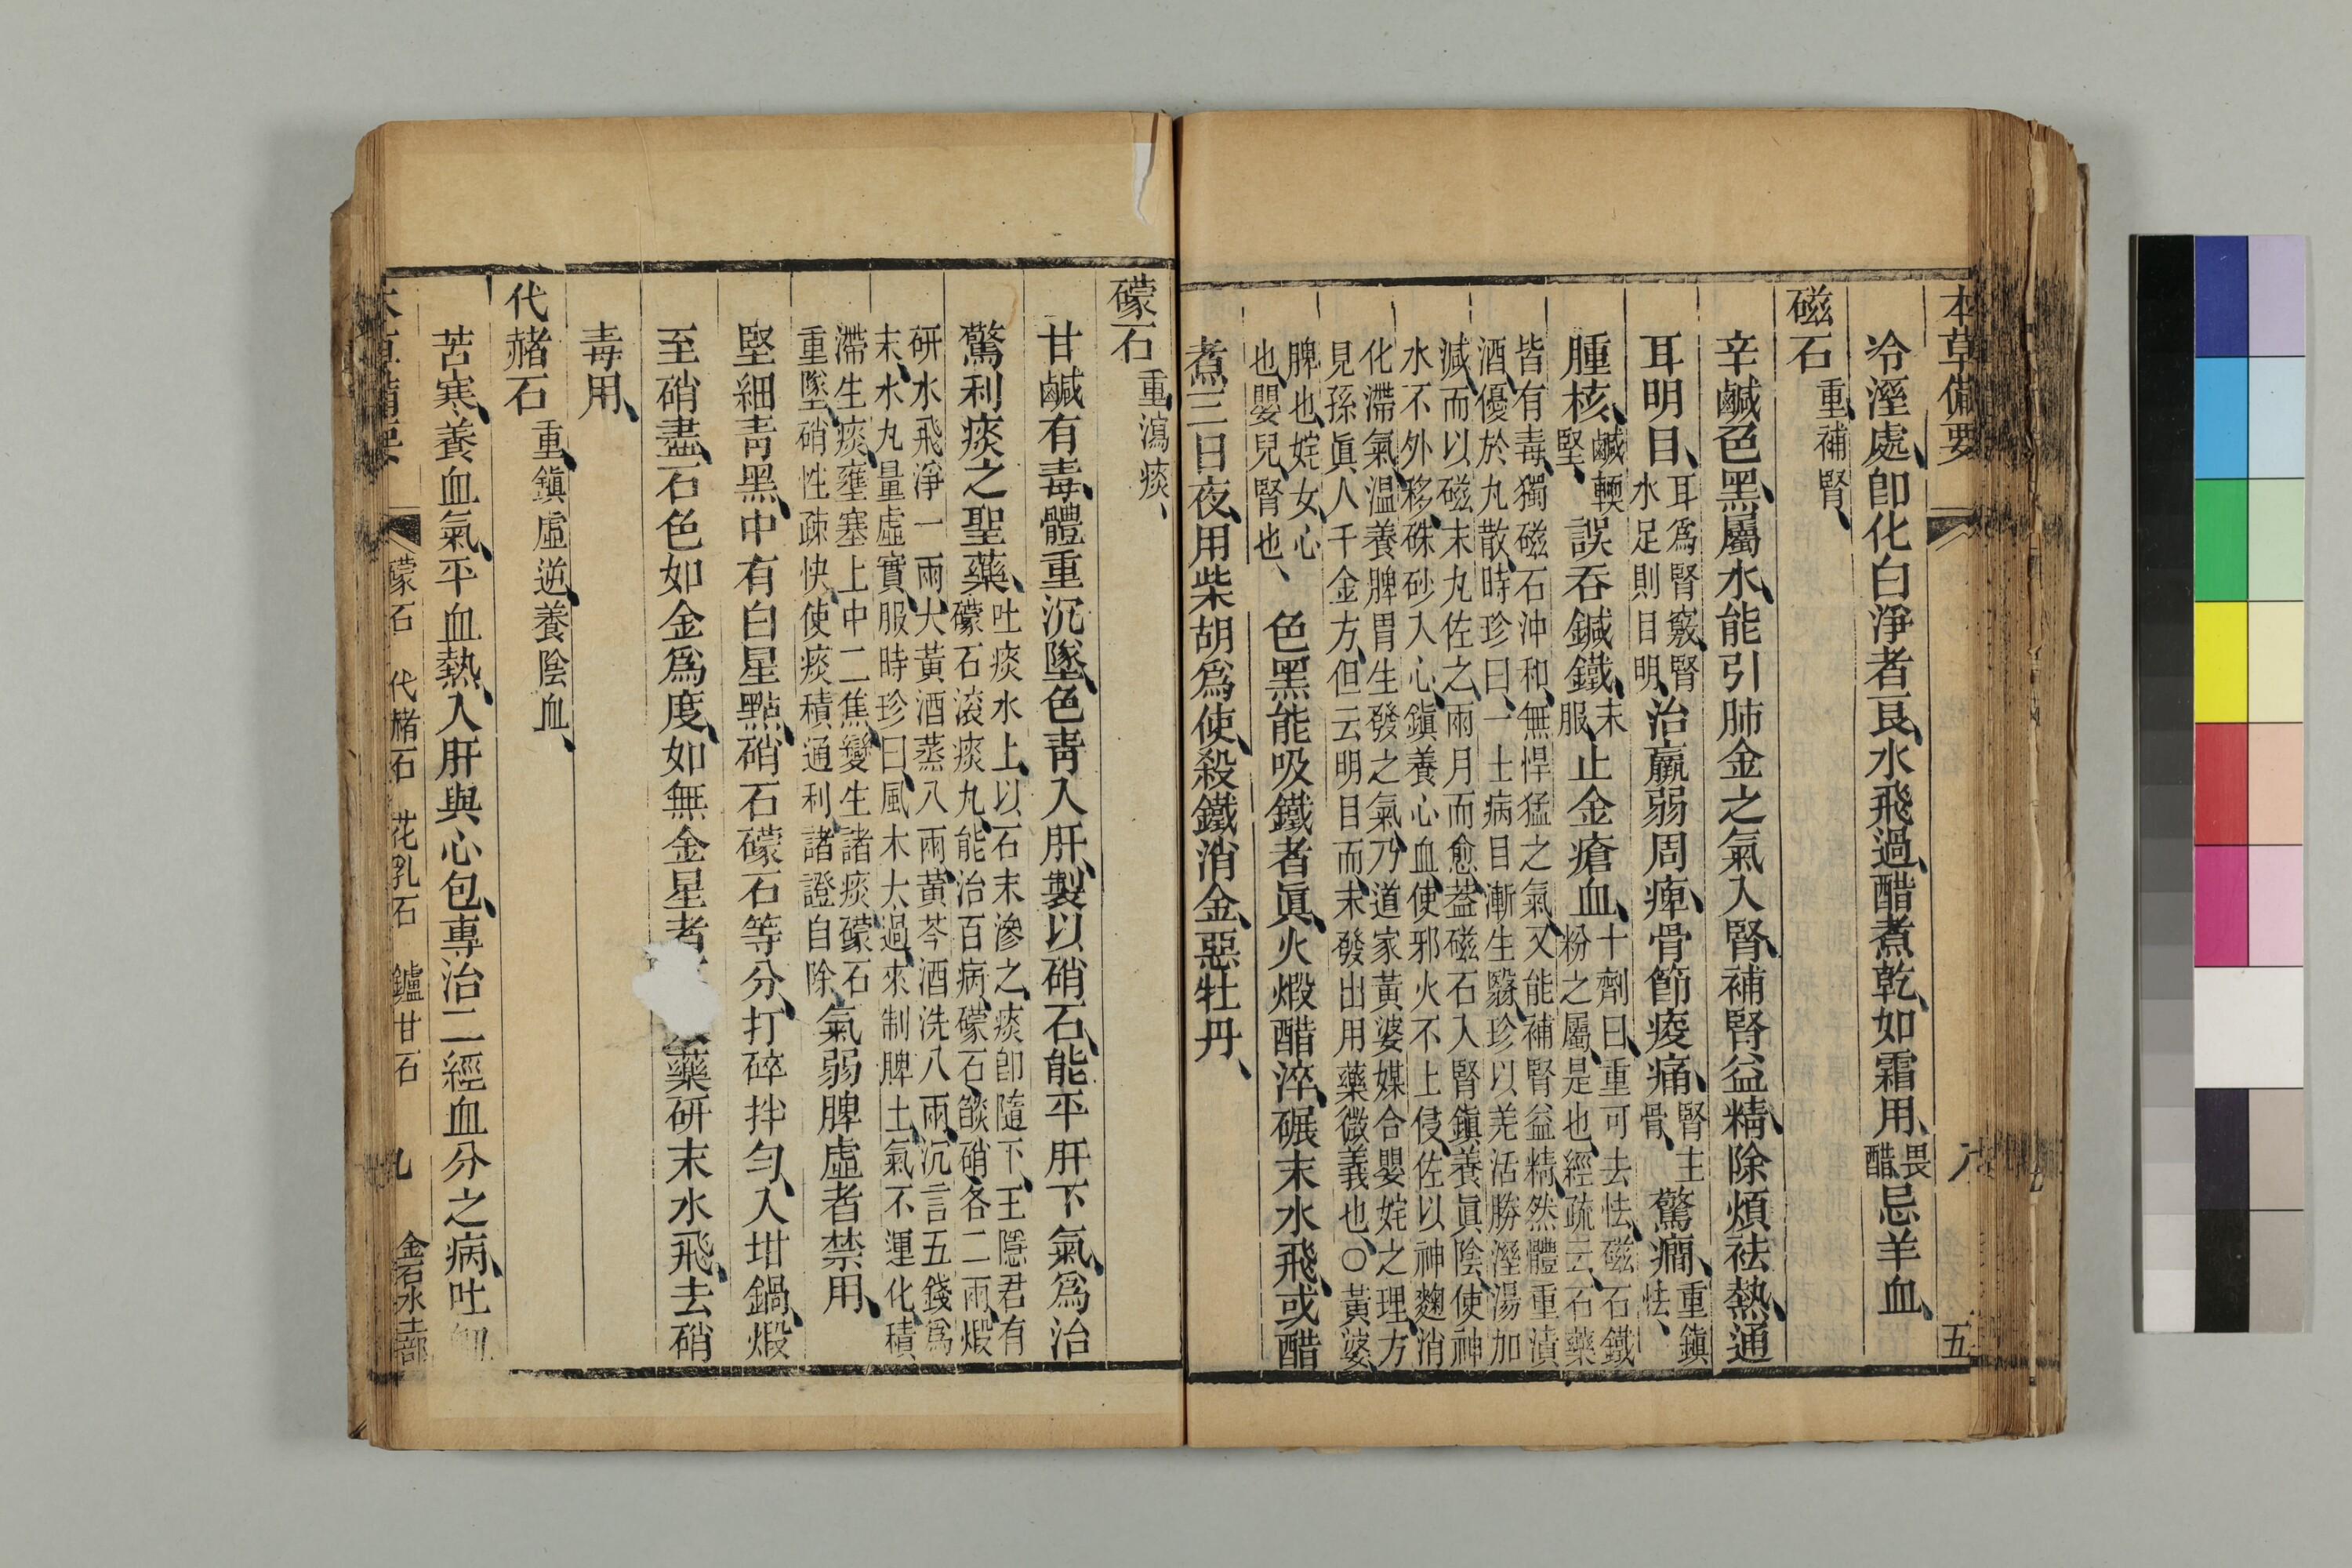 本草備要
五
冷溼處、卽化白淨者良、水飛過、醋煮乾、如霜用、畏醋忌羊血、
磁石 重、補腎、
辛鹹色黑、屬水、能引肺金之氣入腎、補腎益精、除煩祛熱、通
耳明目、耳爲腎竅、腎水足則目明、治羸弱周痺、骨節痠痛、腎主骨、驚癇、重鎭怯、
腫核、鹹輭堅、誤吞鍼鐵、末服、止金瘡血、十劑曰、重可去怯、磁石鐵粉之屬是也、經疏云、石藥
皆有毒、獨磁石沖和、無悍猛之氣、又能補腎益精、然體重漬
酒、優於丸散、時珍曰、一士病目漸生翳、珍以羌活勝溼湯加
減、而以磁末丸佐之、兩月而愈、葢磁石入腎、鎭養眞陰、使神
水不外移、硃砂入心、鎭養心血、使邪火不上侵、佐以神麴消
化滯氣、温養脾胃生發之氣、乃道家黃婆媒合嬰姹之理、方
見孫眞人千金方、但云明目而未發出用藥微義也、○黃婆、
脾也、姹女、心也、嬰兒、腎也、色黑能吸鐵者眞、火煅醋淬、碾末水飛、或醋
煮三日夜、用柴胡爲使、殺鐵消金、惡牡丹、
礞石 重、瀉痰、
甘鹹有毒、體重沉墜、色靑入肝、製以硝石、能平肝下氣、爲治
驚利痰之聖藥、吐痰水上、以石末滲之、痰卽隨下、王隱君有礞石滚痰丸、能治百病、礞石、燄硝、各二兩、煅
研水飛淨一兩、大黃酒蒸八兩、黃芩酒洗八兩、沉言五錢、爲
末、水丸、量虛實服、時珍曰、風木太過、來制脾土、氣不運化、積
滯生痰、壅塞上中二焦、變生諸痰、礞石
重墜、硝性疎快、使痰積通利、諸證自除、氣弱脾虛者禁用、
堅細靑黑、中有白星點、硝石礞石等分、打碎拌勻、入坩鍋、煅
至硝盡、石色如金爲度、如無金星者藥研末水飛、去硝
毒用、
代赭石 重、鎭虛逆、養陰血、
苦寒、養血氣、平血熱、入肝與心包、專治二經血分之病、吐衄
本草備要
礞石 代赭石 花乳石 鑪甘石
九
金石水土部